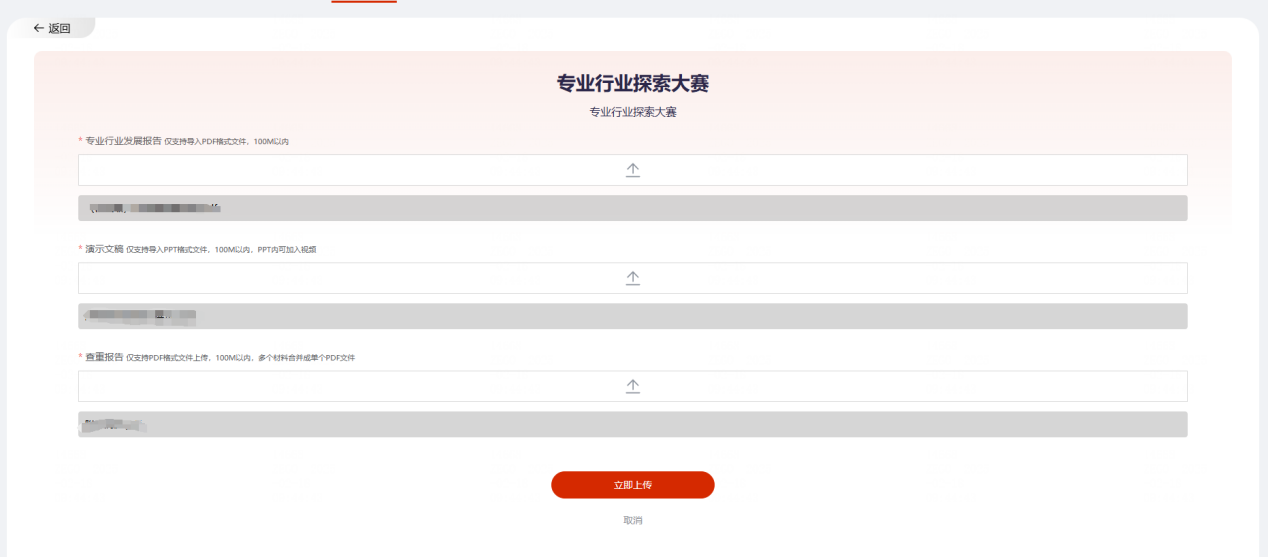 返回
专业行业探索大赛
专业行业探索大赛
* 专业行业发展报告 仅支持导入PDF格式文件，100M以内
* 演示文稿 仅支持导入PPT格式文件，100M以内，PPT内可加入视频
* 查重报告 仅支持PDF格式文件上传，100M以内，多个材料合并成单个PDF文件
立即上传
取消